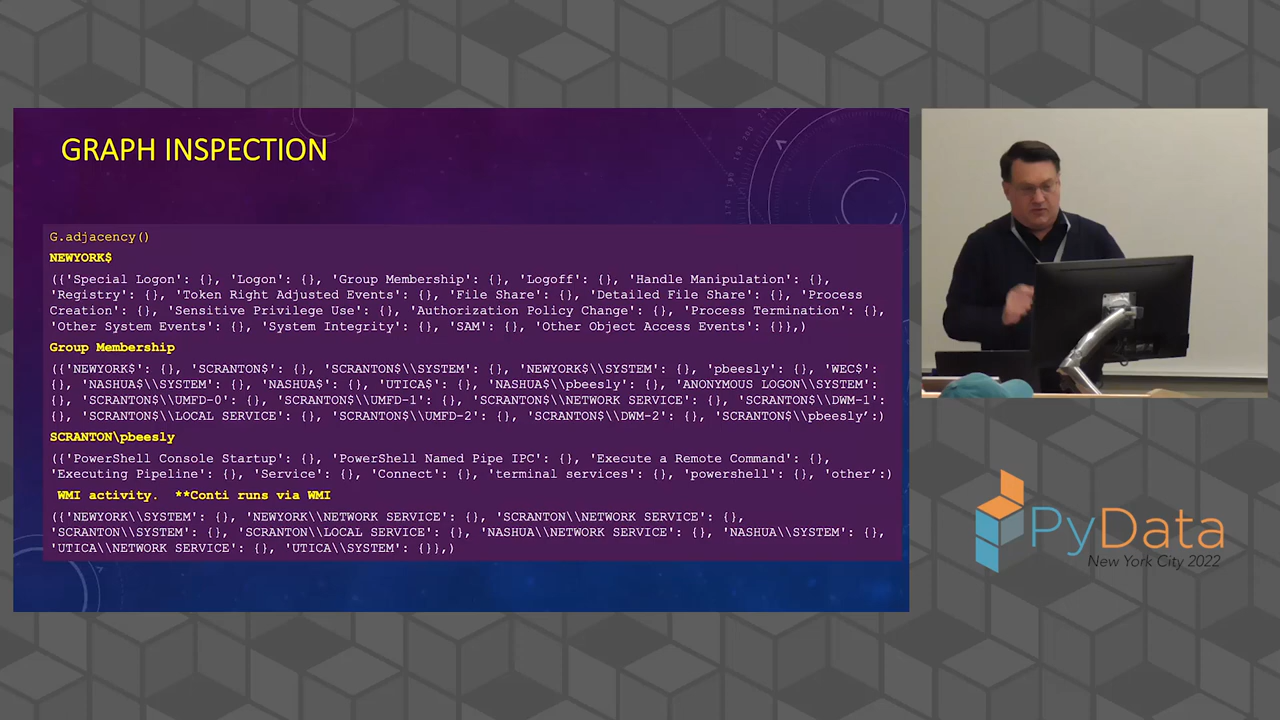 GRAPH INSPECTION
G.adjacency()
NEWYORK$
({'Special Logon': {}, 'Logon': {}, 'Group Membership': {}, 'Logoff': {}, 'Handle Manipulation': {},
'Registry': {}, 'Token Right Adjusted Events': {}, 'File Share': {}, 'Detailed File Share': {}, 'Process
Creation': {}, 'Sensitive Privilege Use': {}, 'Authorization Policy Change': {}, 'Process Termination': {},
'Other System Events': {}, 'System Integrity': {}, 'SAM': {}, 'Other Object Access Events': {}},)
Group Membership
({'NEWYORK$': {}, 'SCRANTON$': {}, 'SCRANTON$\\SYSTEM': {}, 'NEWYORK$\\SYSTEM': {}, 'pbeesly': {}, 'WEC$':
{}, 'NASHUA$\\SYSTEM': {}, 'NASHUA$': {}, 'UTICA$': {}, 'NASHUA$\\pbeesly': {}, 'ANONYMOUS LOGON\\SYSTEM':
{}, 'SCRANTON$\\UMFD-0': {}, 'SCRANTON$\\UMFD-1': {}, 'SCRANTON$\\NETWORK SERVICE': {}, 'SCRANTON$\\DWM-1':
{}, 'SCRANTON$\\LOCAL SERVICE': {}, 'SCRANTON$\\UMFD-2': {}, 'SCRANTON$\\DWM-2': {}, 'SCRANTON$\\pbeesly’:)
SCRANTON\pbeesly
({'PowerShell Console Startup': {}, 'PowerShell Named Pipe IPC': {}, 'Execute a Remote Command': {},
'Executing Pipeline': {}, 'Service': {}, 'Connect': {}, 'terminal services': {}, 'powershell': {}, 'other’:)
WMI activity.  **Conti runs via WMI
({'NEWYORK\\SYSTEM': {}, 'NEWYORK\\NETWORK SERVICE': {}, 'SCRANTON\\NETWORK SERVICE': {},
'SCRANTON\\SYSTEM': {}, 'SCRANTON\\LOCAL SERVICE': {}, 'NASHUA\\NETWORK SERVICE': {}, 'NASHUA\\SYSTEM': {},
'UTICA\\NETWORK SERVICE': {}, 'UTICA\\SYSTEM': {}},)
PyData
New York City 2022